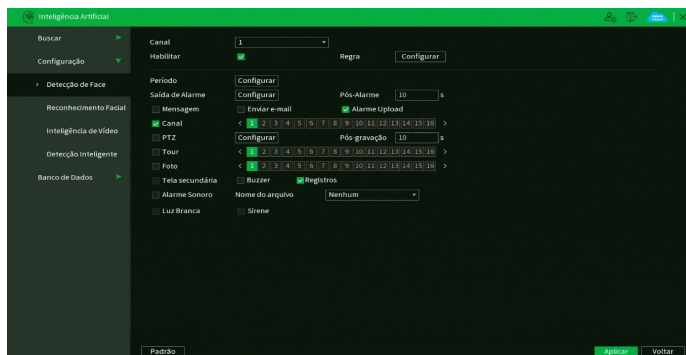 Inteligência Artificial
Buscar
Configuração
Detecção de Face
Reconhecimento Facial
Inteligência de Vídeo
Detecção Inteligente
Banco de Dados
Canal 1
Habilitar Regra Configurar
Período Configurar
Saída de Alarme Configurar Pós-Alarme 10 s
Mensagem Enviar e-mail Alarme Upload
Canal < 1 2 3 4 5 6 7 8 9 10 11 12 13 14 15 16 >
PTZ Configurar Pós-gravação 10 s
Tour < 1 2 3 4 5 6 7 8 9 10 11 12 13 14 15 16 >
Foto < 1 2 3 4 5 6 7 8 9 10 11 12 13 14 15 16 >
Tela secundária Buzzer Registros
Alarme Sonoro Nome do arquivo Nenhum
Luz Branca Sirene
Padrão Aplicar Voltar